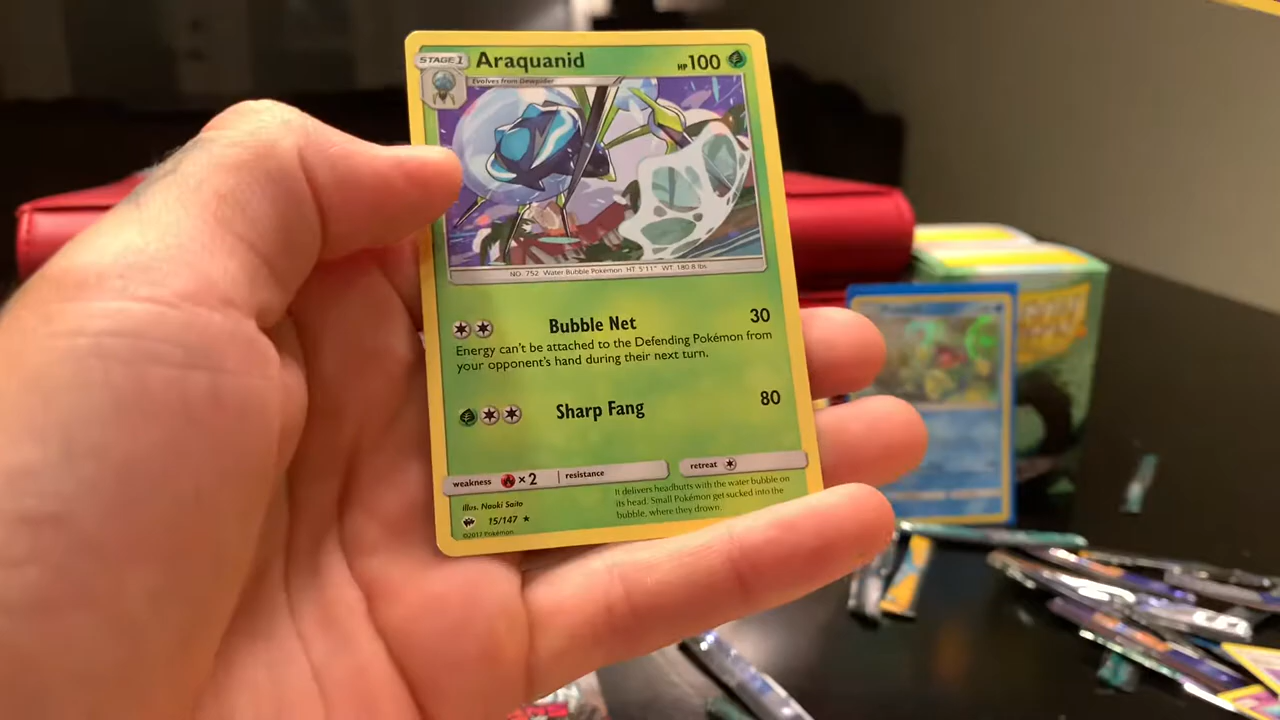 STAGE 1 Araquanid HP 100
Evolves from Dewpider
NO. 752 Water Bubble Pokémon HT: 5'11" WT: 180.8 lbs
Bubble Net 30
Energy can't be attached to the Defending Pokémon from
your opponent's hand during their next turn.
Sharp Fang 80
weakness ×2 resistance retreat
It delivers headbutts with the water bubble on
its head. Small Pokémon get sucked into the
bubble, where they drown.
Illus. Naoki Saito
15/147 ★
©2017 Pokémon